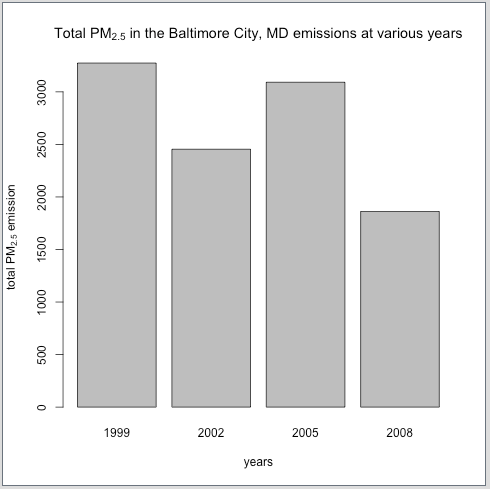 Total PM2.5 in the Baltimore City, MD emissions at various years
total PM2.5 emission
3000
2500
2000
1500
1000
500
0
1999 2002 2005 2008
years